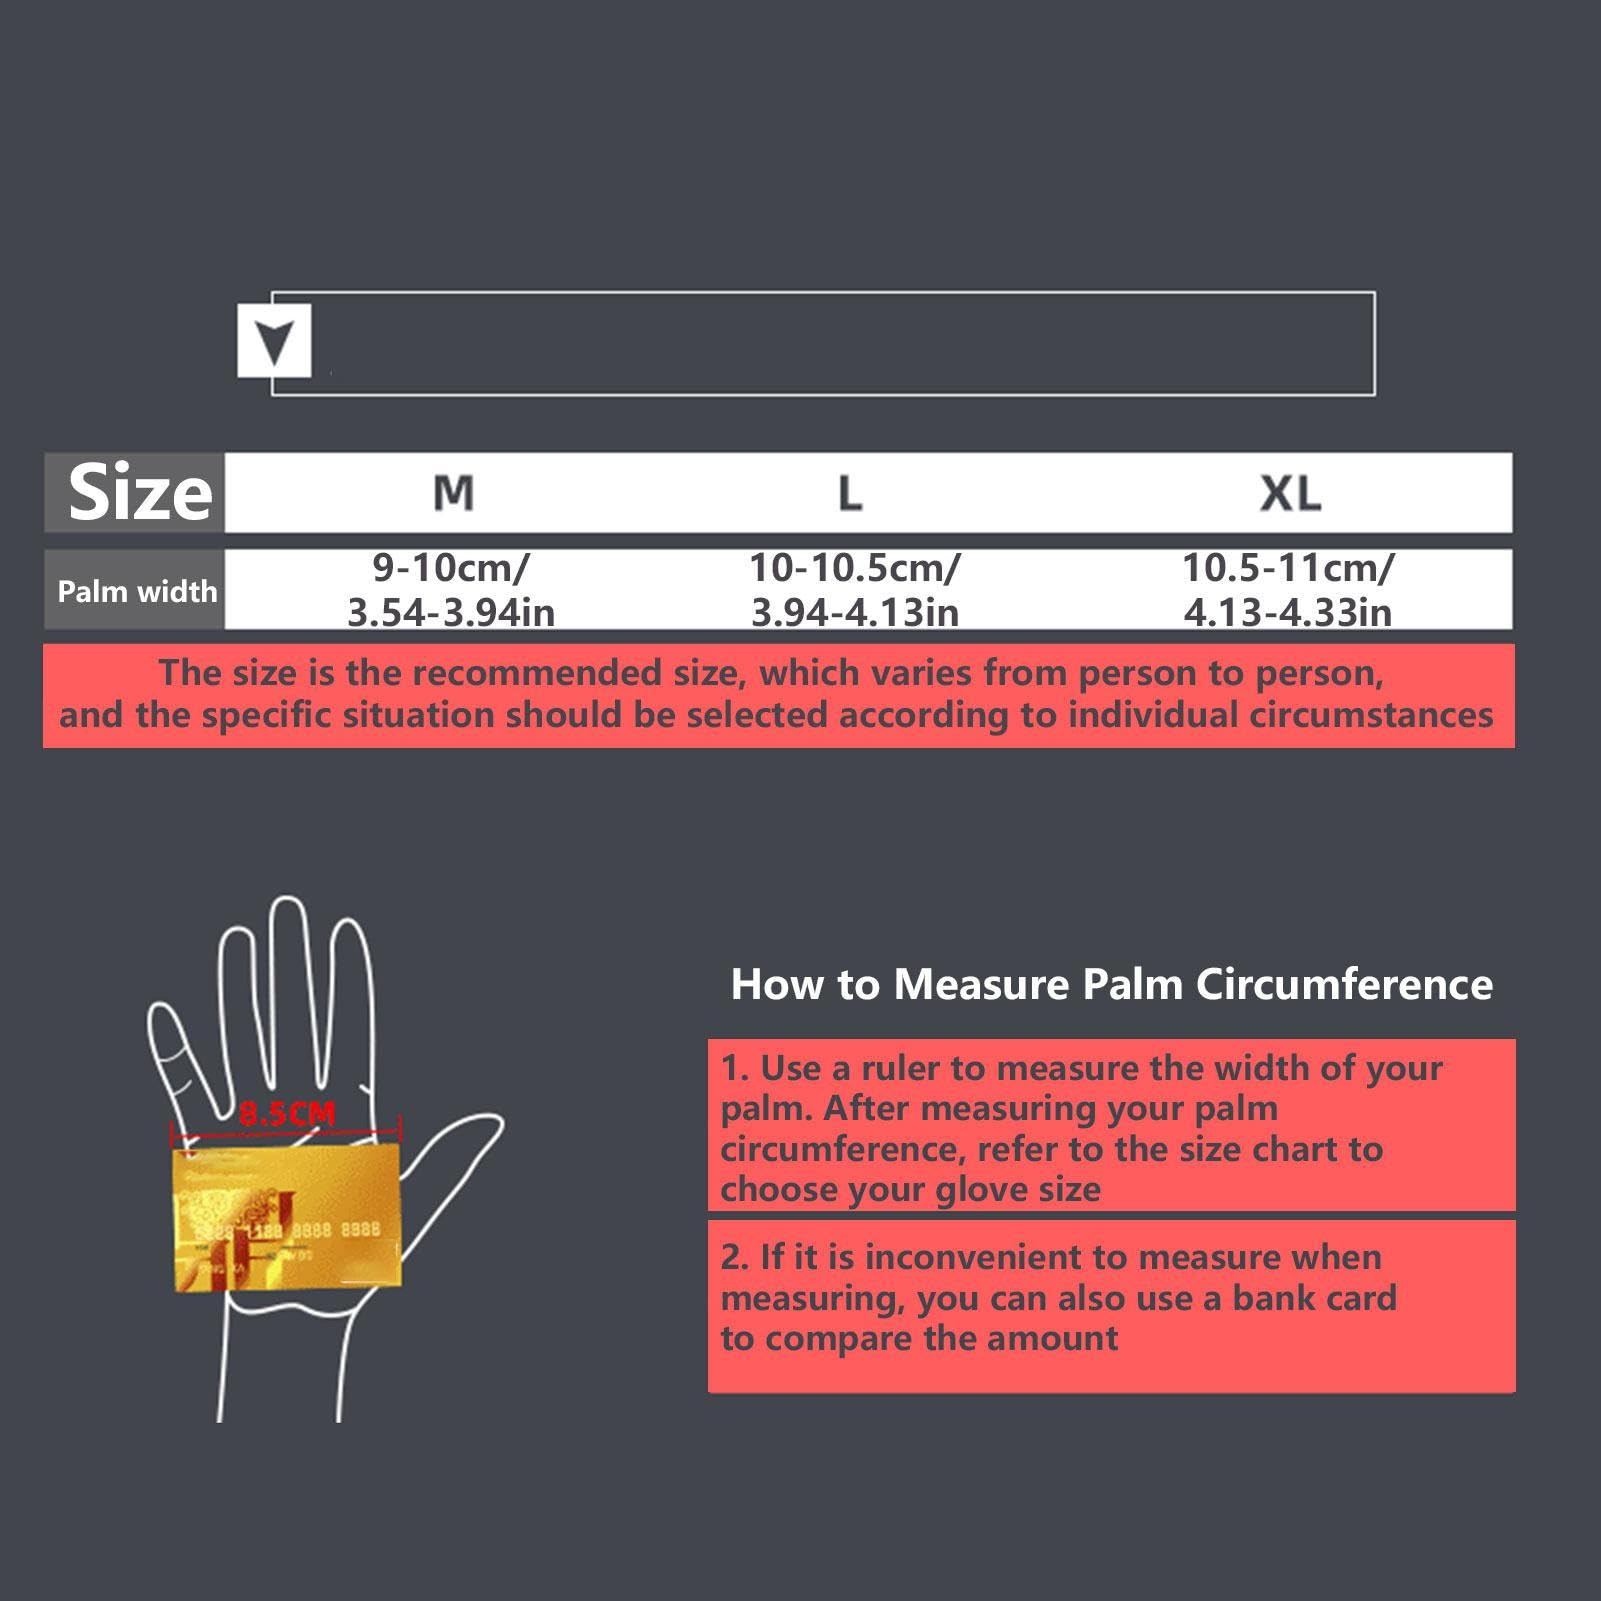 Size M L XL
Palm width 9-10cm/ 10-10.5cm/ 10.5-11cm/
3.54-3.94in 3.94-4.13in 4.13-4.33in
The size is the recommended size, which varies from person to person,
and the specific situation should be selected according to individual circumstances
8.5CM
8888 8388
How to Measure Palm Circumference
1. Use a ruler to measure the width of your
palm. After measuring your palm
circumference, refer to the size chart to
choose your glove size
2. If it is inconvenient to measure when
measuring, you can also use a bank card
to compare the amount